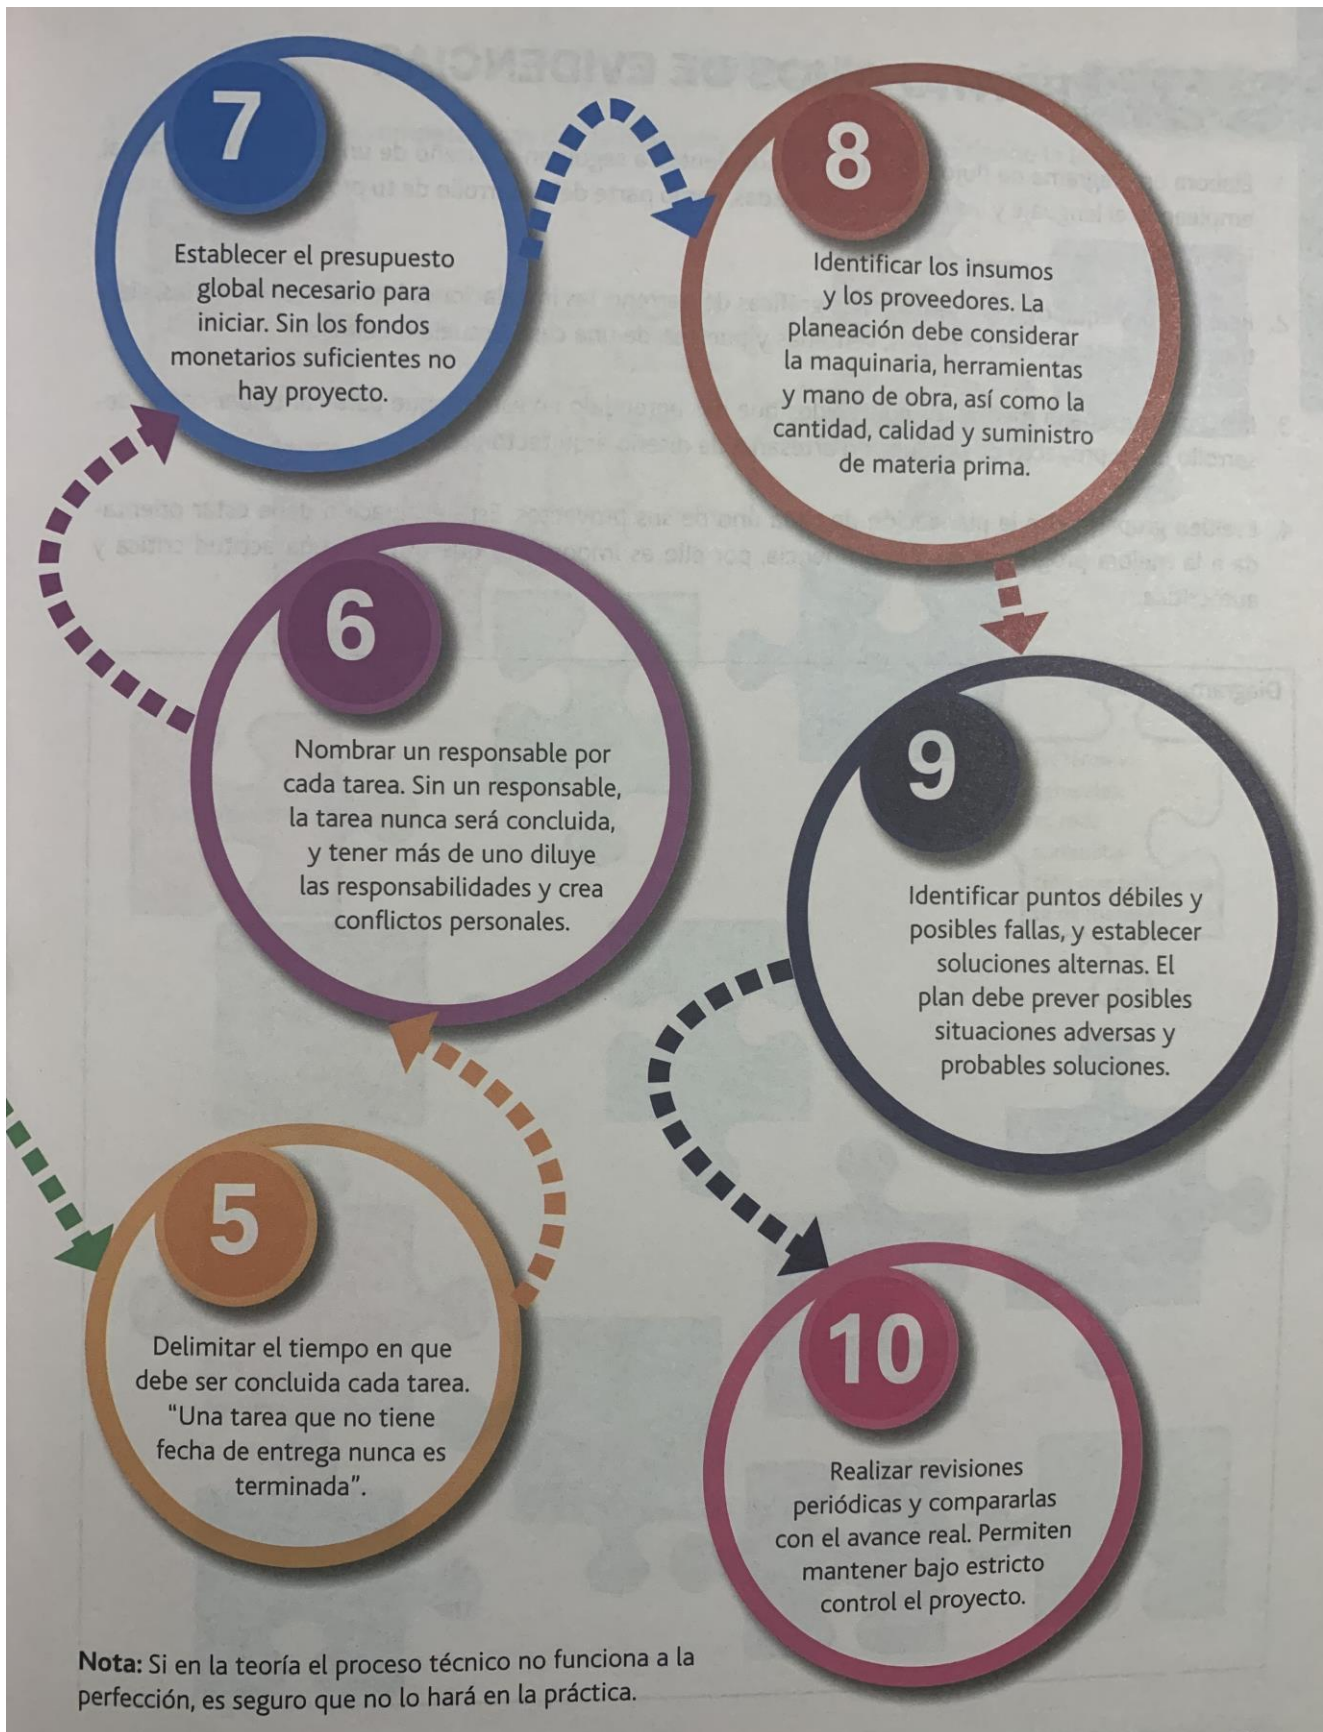 7
Establecer el presupuesto
global necesario para
iniciar. Sin los fondos
monetarios suficientes no
hay proyecto.
8
Identificar los insumos
y los proveedores. La
planeación debe considerar
la maquinaria, herramientas
y mano de obra, así como la
cantidad, calidad y suministro
de materia prima.
6
Nombrar un responsable por
cada tarea. Sin un responsable,
la tarea nunca será concluida,
y tener más de uno diluye
las responsabilidades y crea
conflictos personales.
9
Identificar puntos débiles y
posibles fallas, y establecer
soluciones alternas. El
plan debe prever posibles
situaciones adversas y
probables soluciones.
5
Delimitar el tiempo en que
debe ser concluida cada tarea.
"Una tarea que no tiene
fecha de entrega nunca es
terminada".
10
Realizar revisiones
periódicas y compararlas
con el avance real. Permiten
mantener bajo estricto
control el proyecto.
Nota: Si en la teoría el proceso técnico no funciona a la
perfección, es seguro que no lo hará en la práctica.